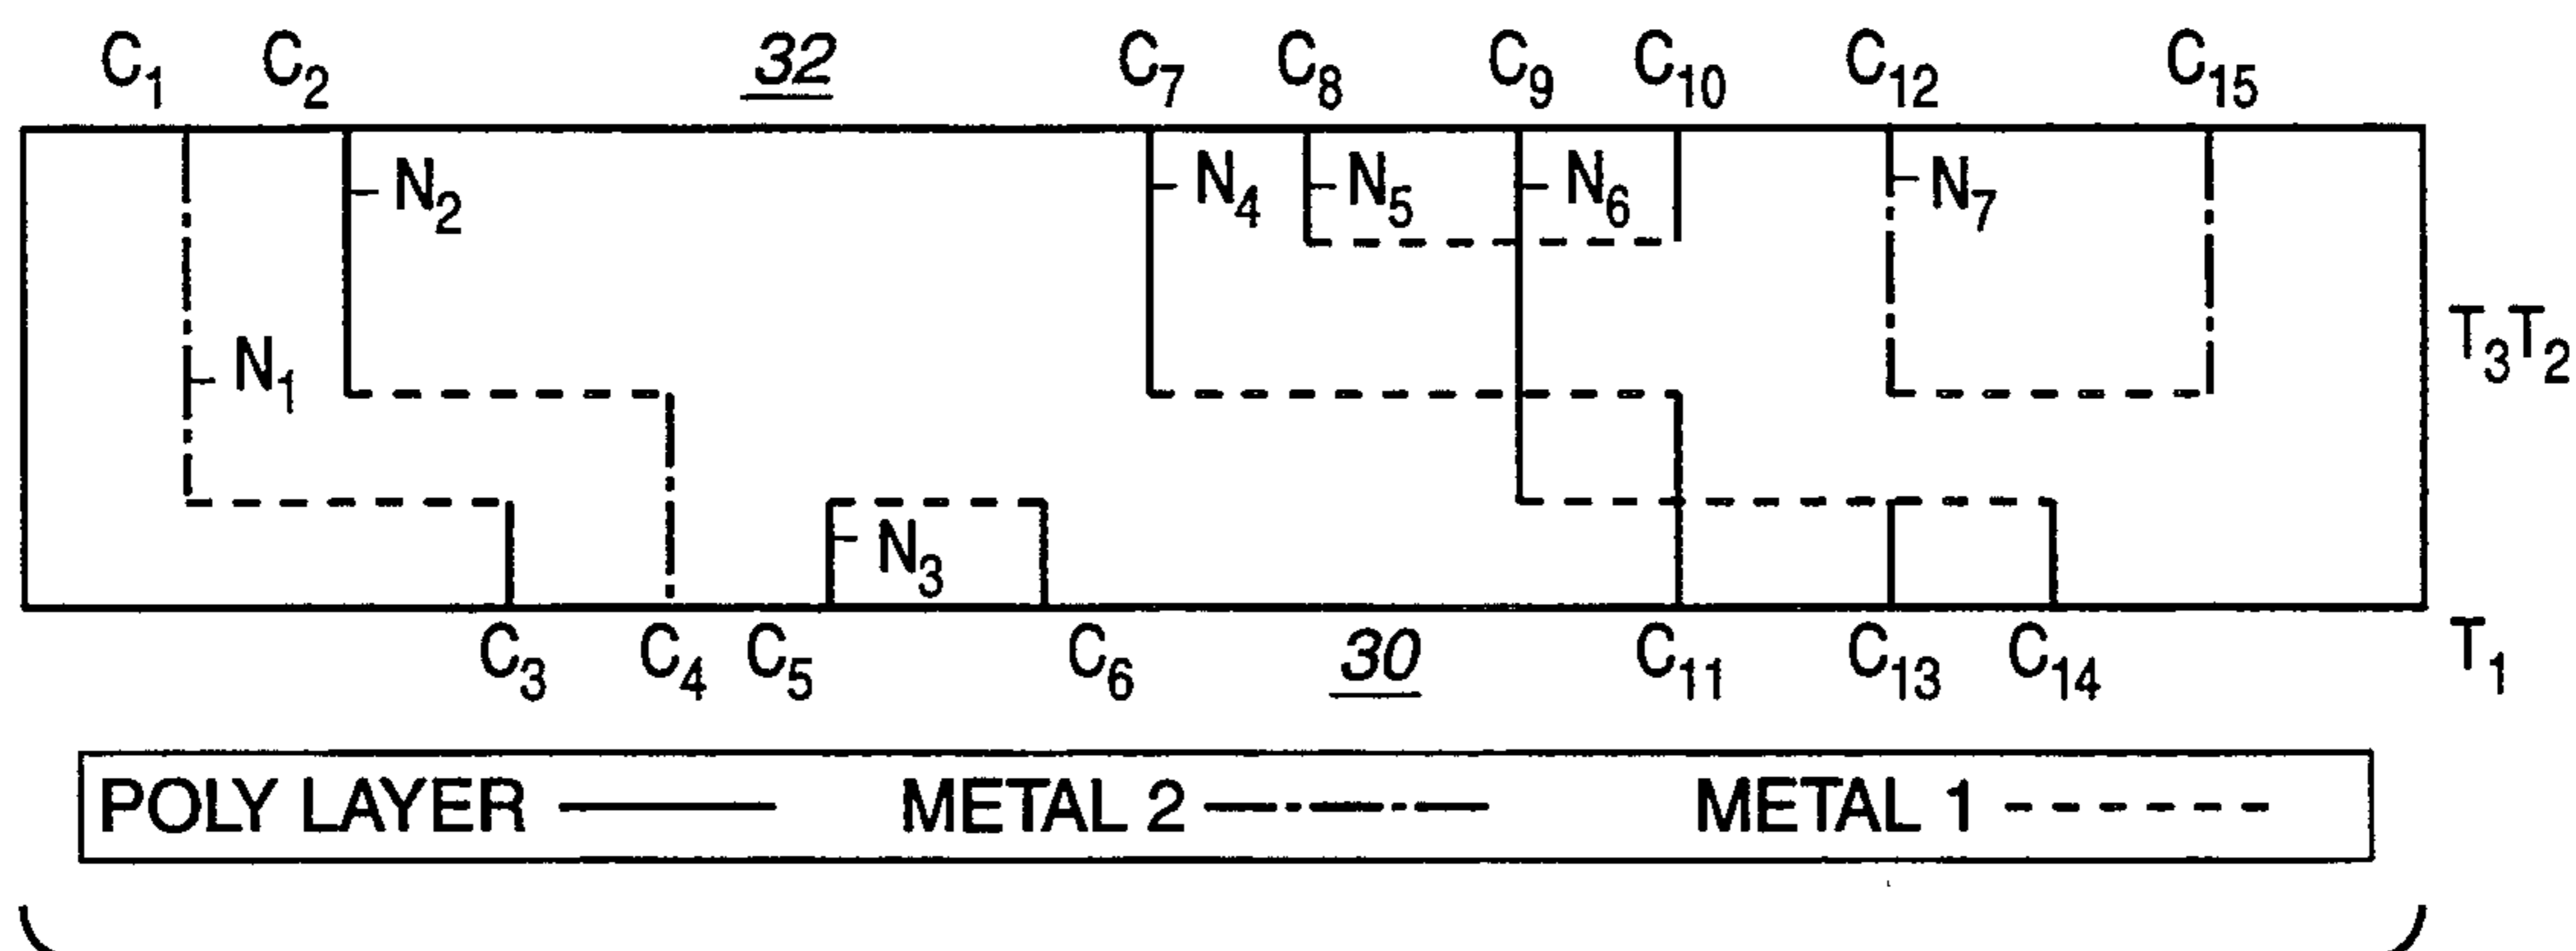 C1 C2 32 C7 C8 C9 C10 C12 C15
N2 N4 N5 N6 N7
N1 T3T2
N3
C3 C4 C5 C6 30 C11 C13 C14 T1
POLY LAYER METAL 2 METAL 1